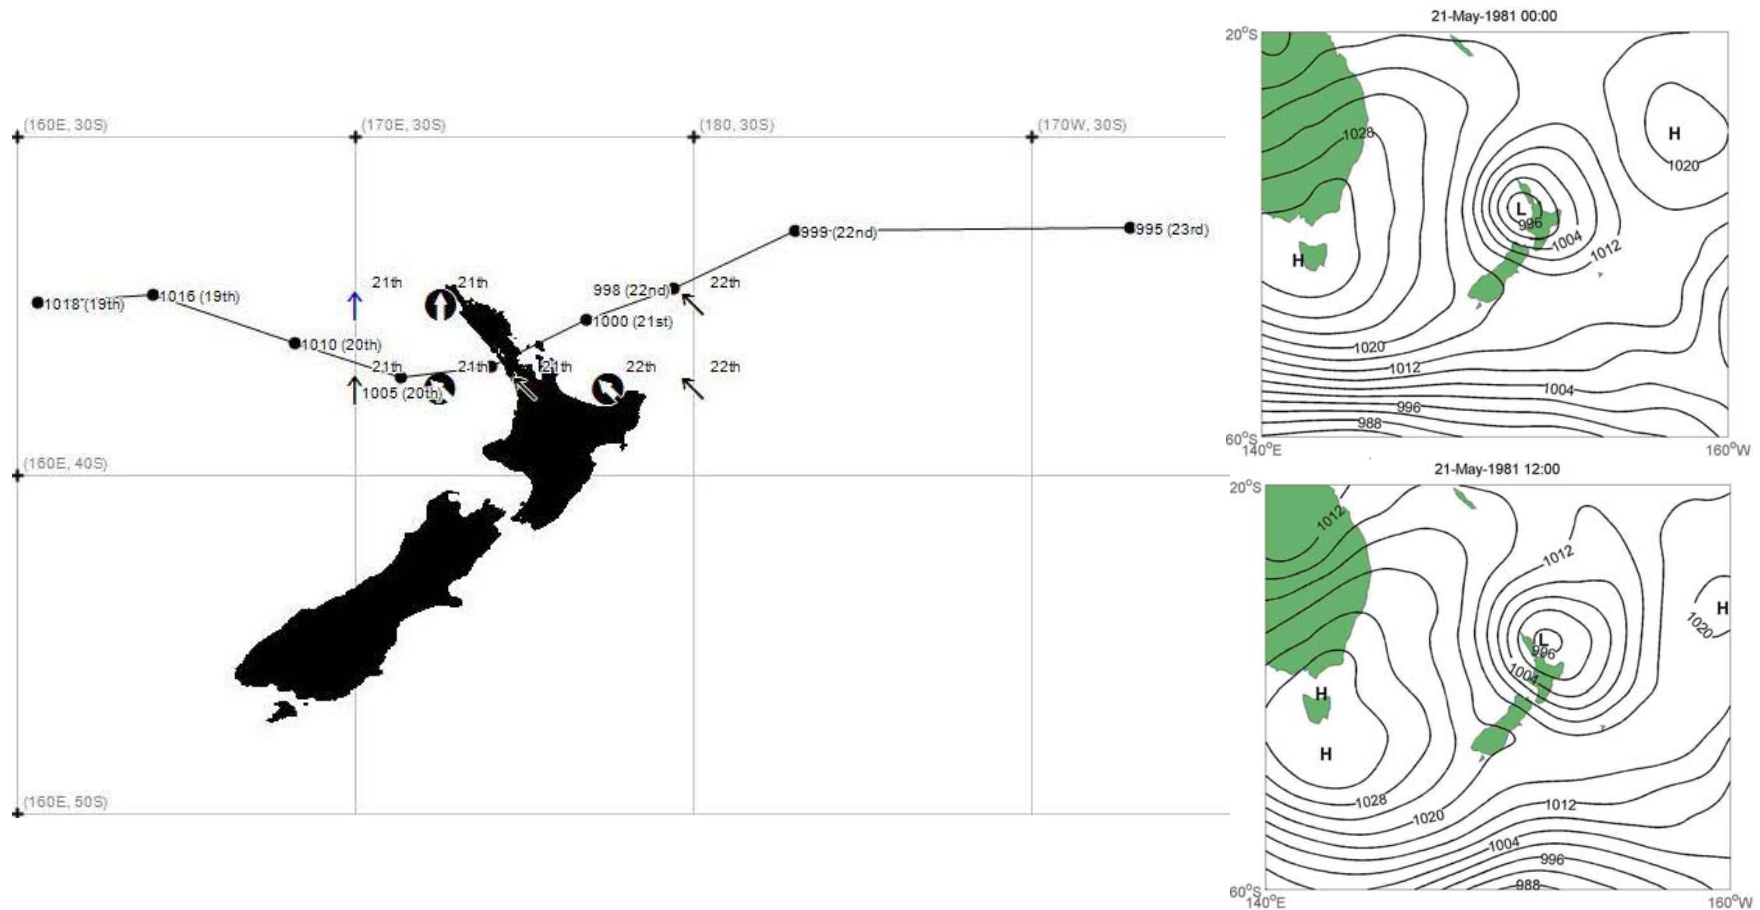 (160E, 30S)
(170E, 30S)
(180, 30S)
(170W, 30S)
999 (22nd)
995 (23rd)
21th
21th
998 (22nd)
22th
1018 (19th)
1016 (19th)
1000 (21st)
1010 (20th)
21th
21th
21th
22th
22th
1005 (20th)
(160E, 40S)
(160E, 50S)
21-May-1981 00:00
20°S
1028
H
1020
L
996
1004
1012
H
1020
1012
1004
996
988
60°S
140°E
160°W
21-May-1981 12:00
20°S
1012
1012
H
1020
L
996
1004
H
H
1028
1020
1012
1004
996
988
60°S
140°E
160°W